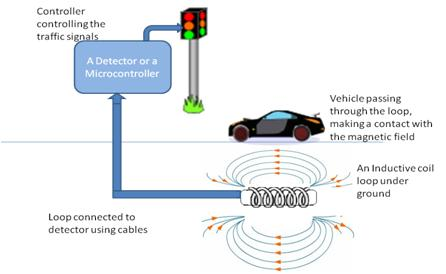 Controller
controlling the
traffic signals
A Detector or a
Microcontroller
Vehicle passing
through the loop,
making a contact with
the magnetic field
An Inductive coil
loop under
ground
Loop connected to
detector using cables